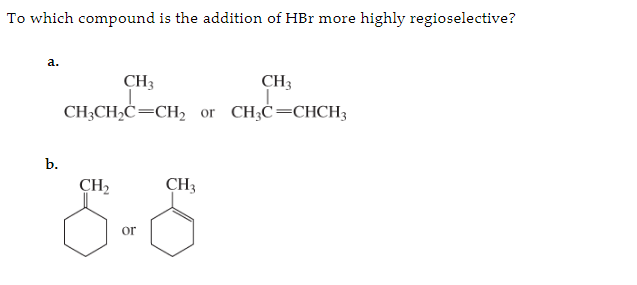 To which compound is the addition of HBr more highly regioselective?
a.
CH3 CH3
CH3CH2C=CH2 or CH3C=CHCH3
b.
CH2 CH3
or